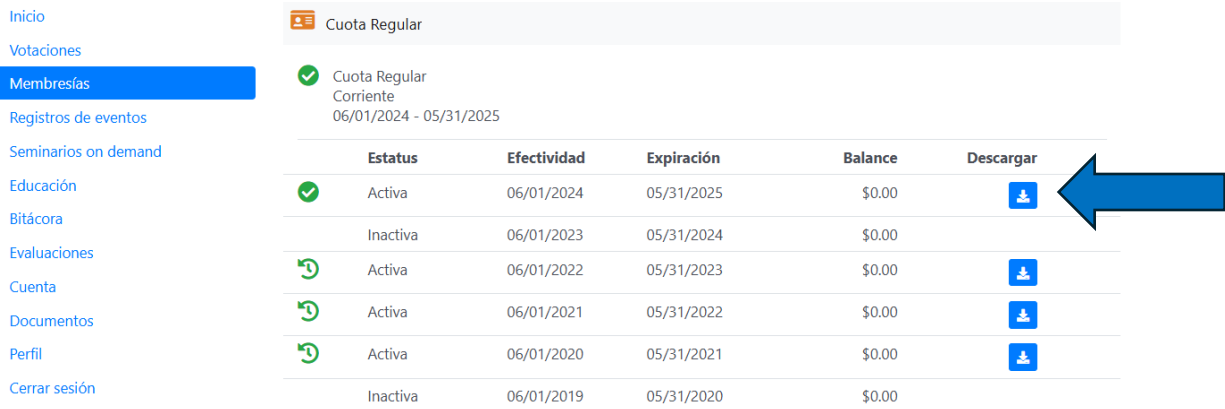 Inicio
Votaciones
Membresías
Registros de eventos
Seminarios on demand
Educación
Bitácora
Evaluaciones
Cuenta
Documentos
Perfil
Cerrar sesión
Cuota Regular
Cuota Regular
Corriente
06/01/2024 - 05/31/2025
Estatus Efectividad Expiración Balance Descargar
Activa 06/01/2024 05/31/2025 $0.00
Inactiva 06/01/2023 05/31/2024 $0.00
Activa 06/01/2022 05/31/2023 $0.00
Activa 06/01/2021 05/31/2022 $0.00
Activa 06/01/2020 05/31/2021 $0.00
Inactiva 06/01/2019 05/31/2020 $0.00